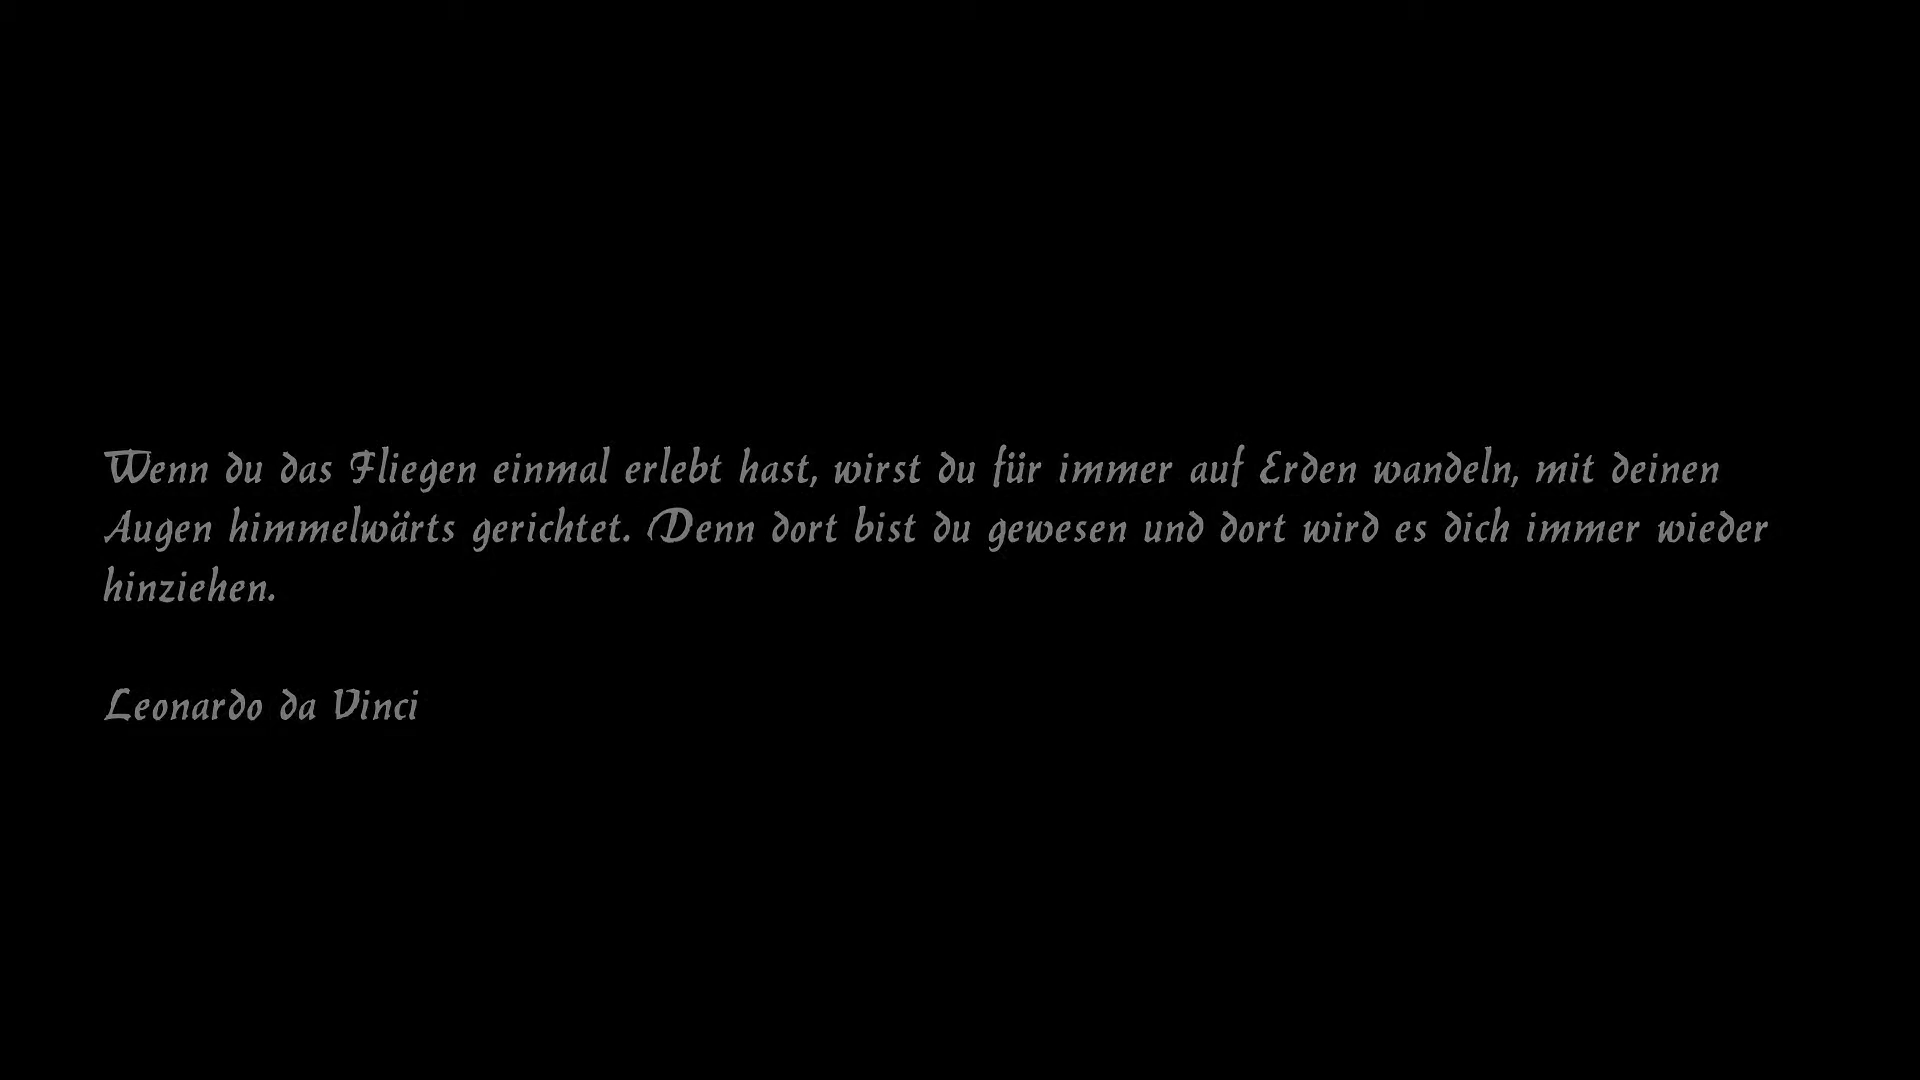 Wenn du das Fliegen einmal erlebt hast, wirst du für immer auf Erden wandeln, mit deinen
Augen himmelwärts gerichtet. Denn dort bist du gewesen und dort wird es dich immer wieder
hinziehen.
Leonardo da Vinci